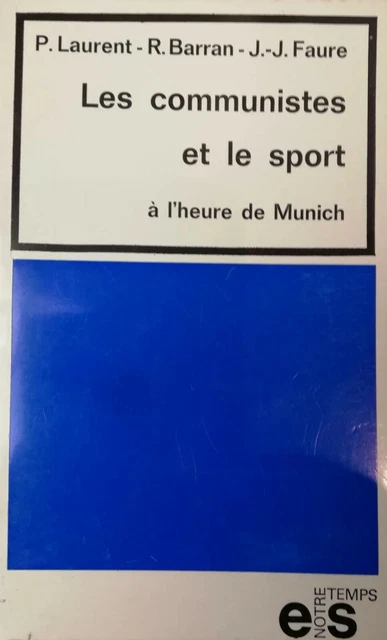 P. Laurent - R. Barran - J.-J. Faure
Les communistes
et le sport
à l'heure de Munich
NOTRE TEMPS
es